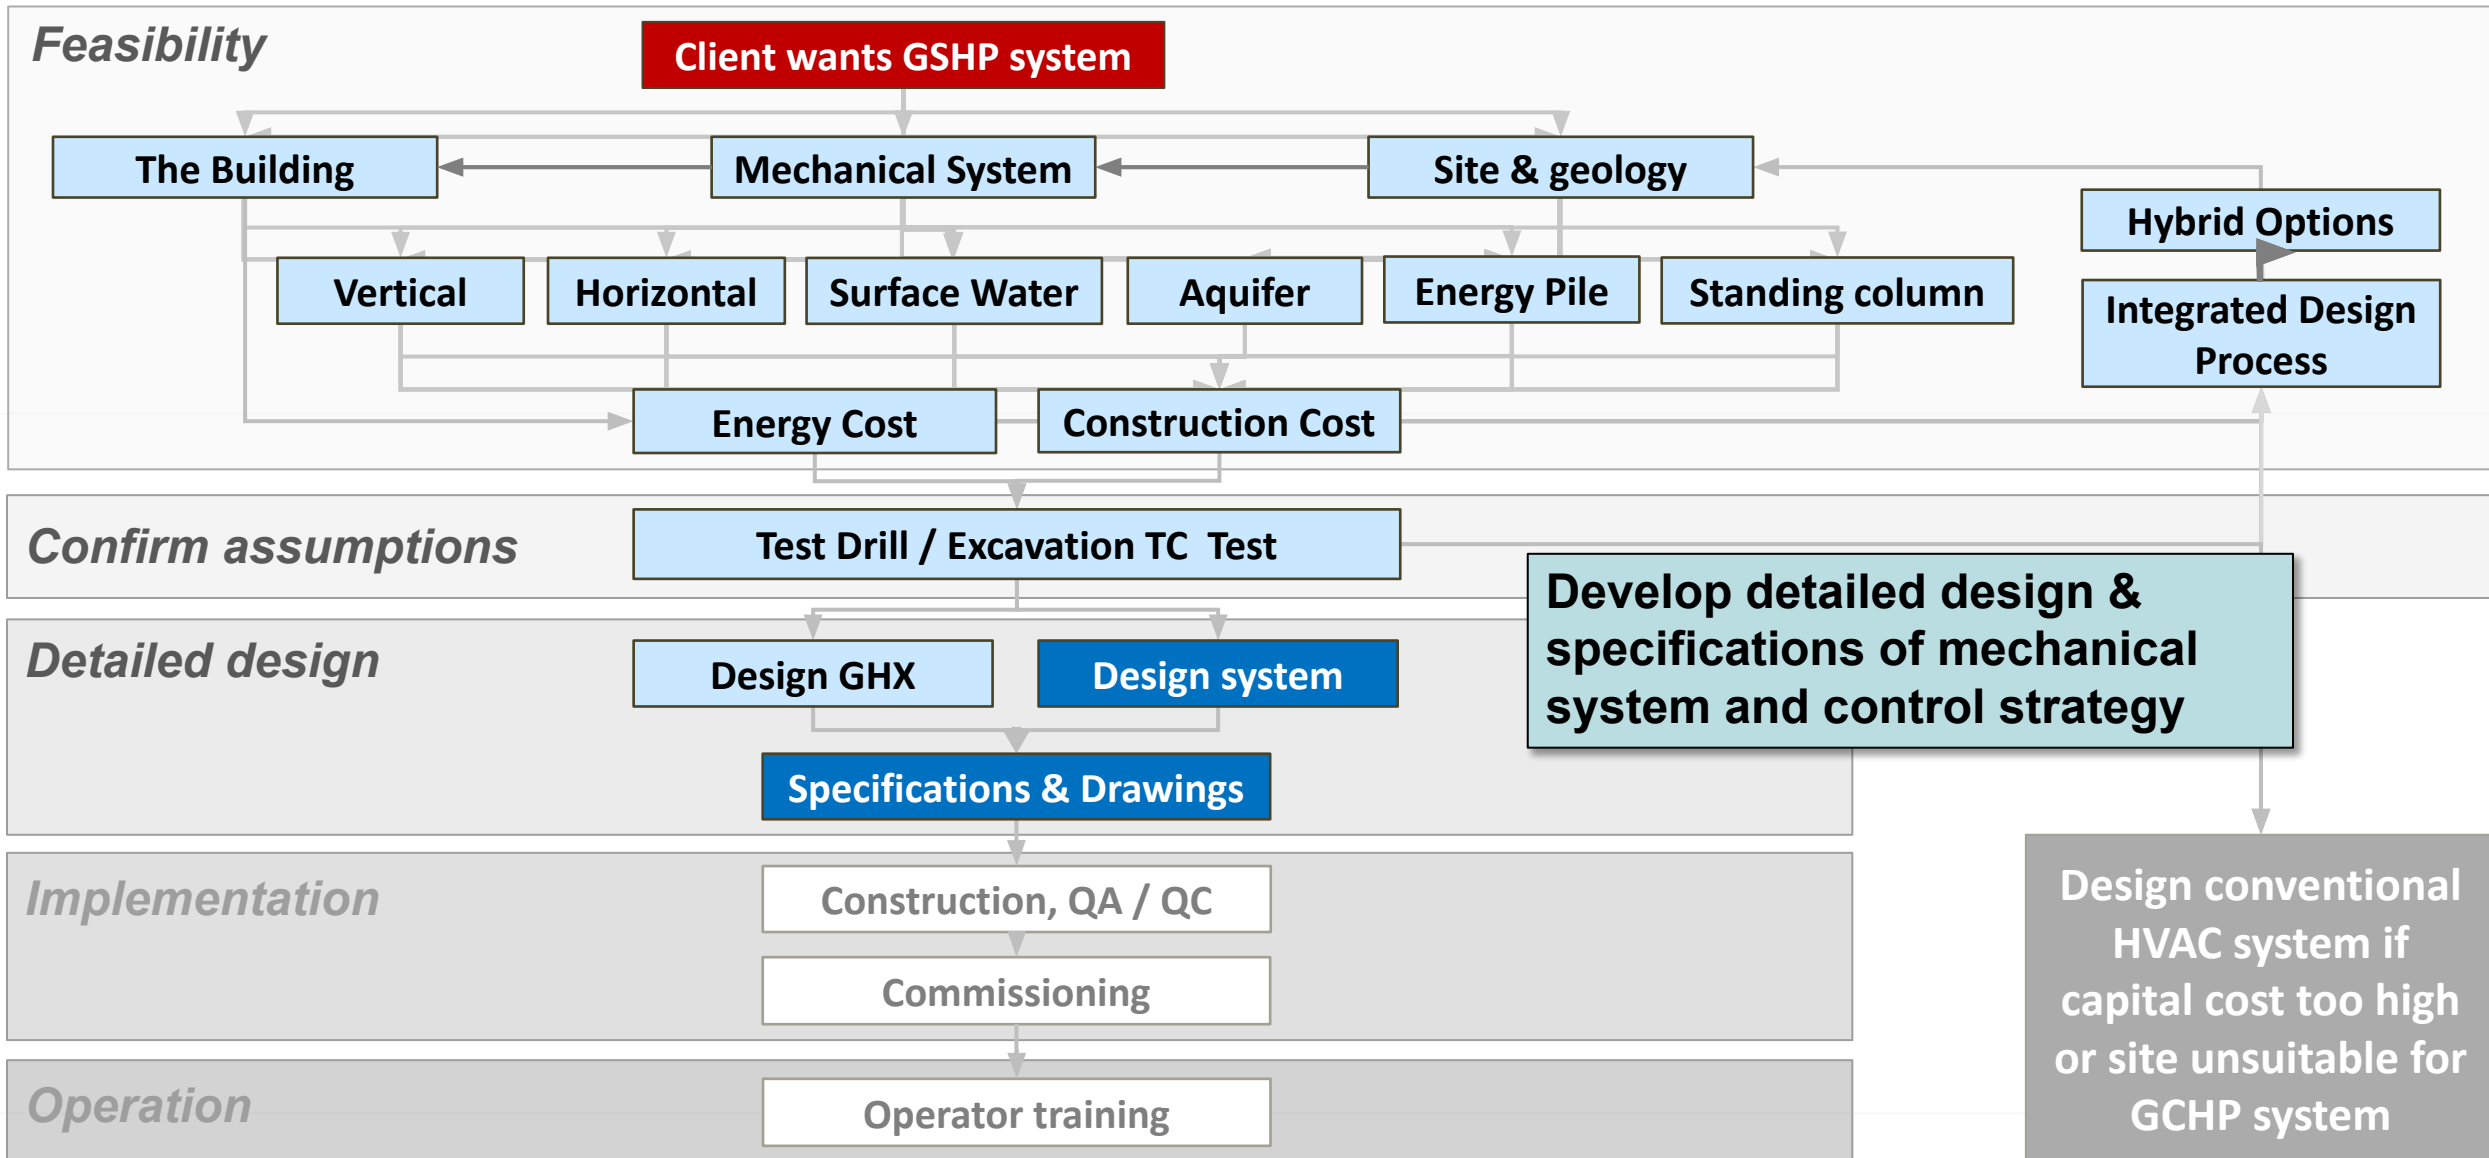 Feasibility
Client wants GSHP system
The Building
Mechanical System
Site & geology
Hybrid Options
Vertical
Horizontal
Surface Water
Aquifer
Energy Pile
Standing column
Integrated Design
Process
Energy Cost
Construction Cost
Confirm assumptions
Test Drill / Excavation TC Test
Develop detailed design &
specifications of mechanical
system and control strategy
Detailed design
Design GHX
Design system
Specifications & Drawings
Implementation
Construction, QA / QC
Commissioning
Design conventional
HVAC system if
capital cost too high
or site unsuitable for
GCHP system
Operation
Operator training